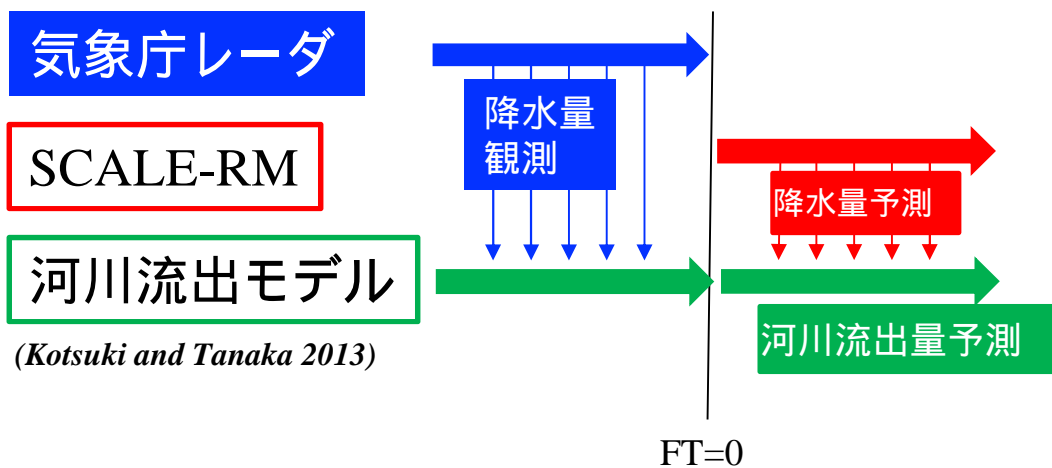 気象庁レーダ
降水量
観測
SCALE-RM
降水量予測
河川流出モデル
河川流出量予測
(Kotsuki and Tanaka 2013)
FT=0